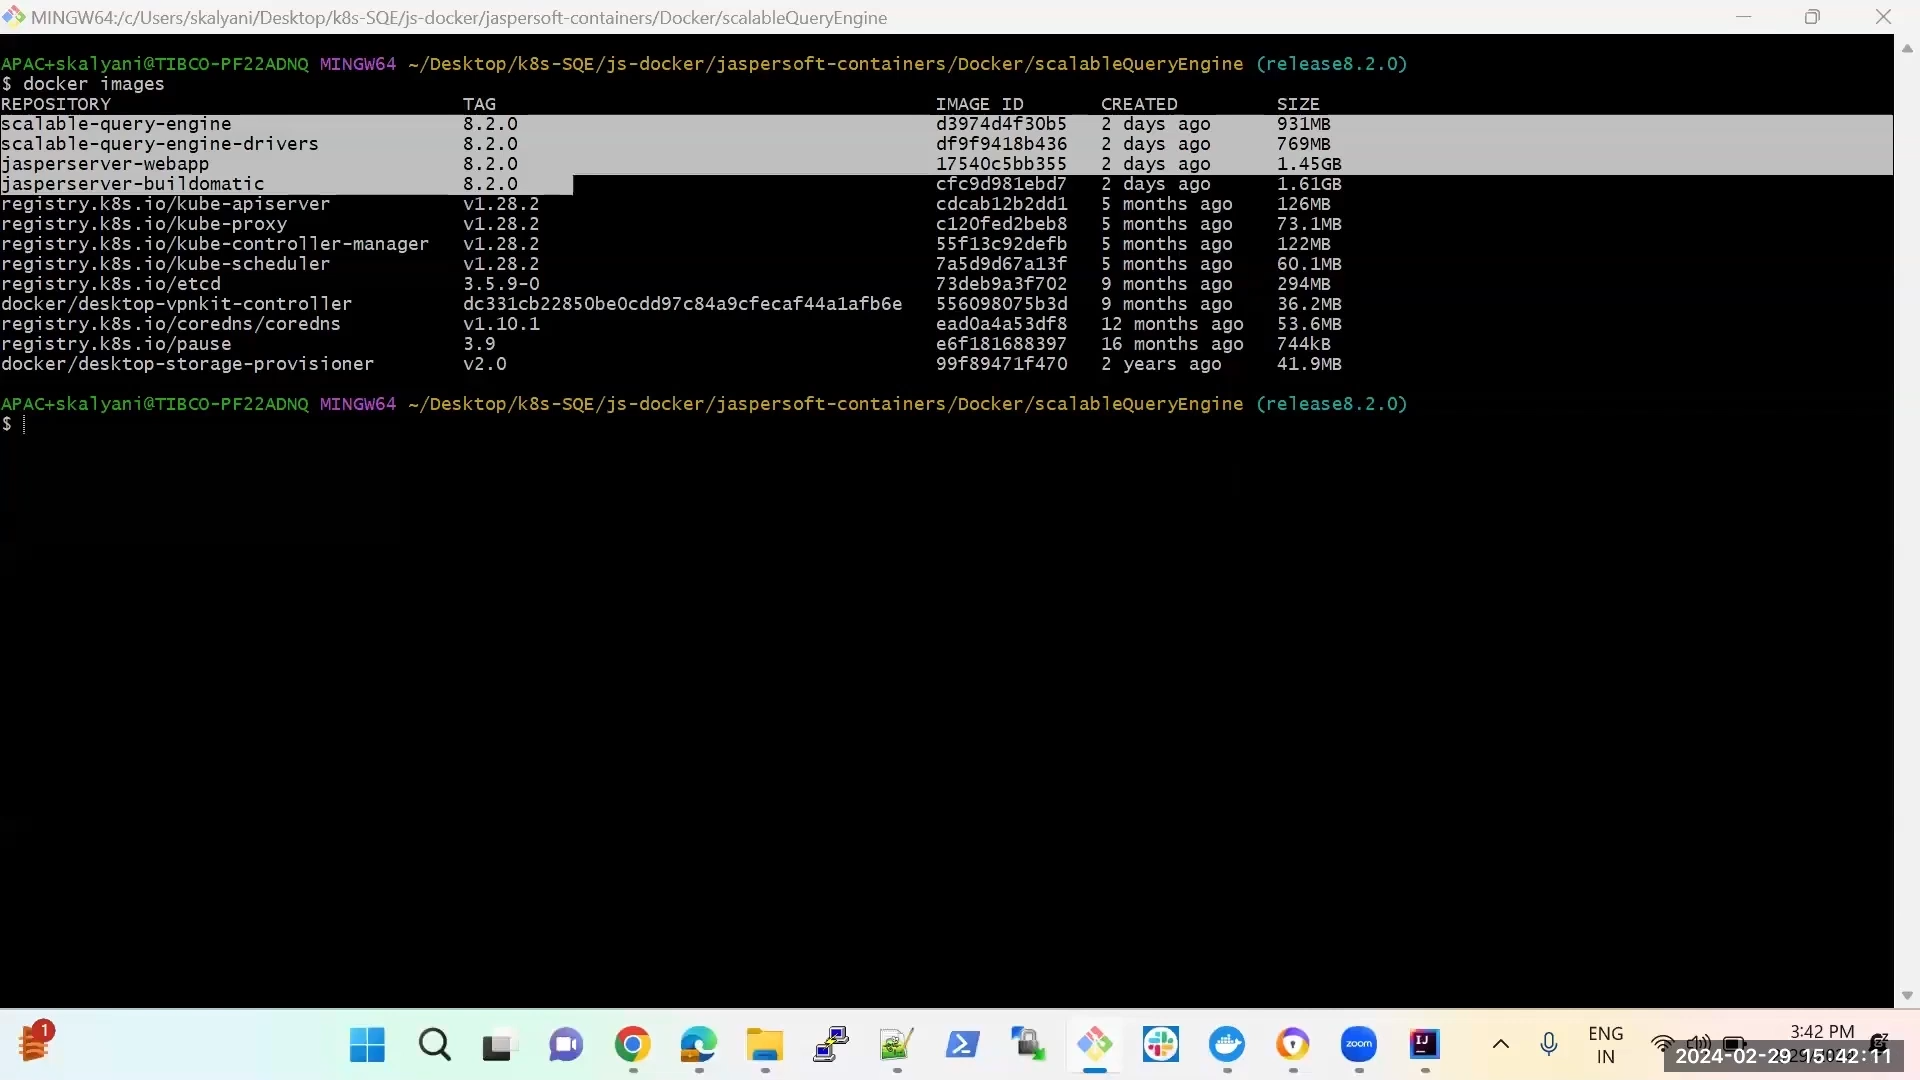 MINGW64:/c/Users/skalyani/Desktop/k8s-SQE/js-docker/jaspersoft-containers/Docker/scalableQueryEngine
APAC+skalyani@TIBCO-PF22ADNQ MINGW64 ~/Desktop/k8s-SQE/js-docker/jaspersoft-containers/Docker/scalableQueryEngine (release8.2.0)
$ docker images
REPOSITORY TAG IMAGE ID CREATED SIZE
scalable-query-engine 8.2.0 d3974d4f30b5 2 days ago 931MB
scalable-query-engine-drivers 8.2.0 df9f9418b436 2 days ago 769MB
jasperserver-webapp 8.2.0 17540c5bb355 2 days ago 1.45GB
jasperserver-buildomatic 8.2.0 cfc9d981ebd7 2 days ago 1.61GB
registry.k8s.io/kube-apiserver v1.28.2 cdcab12b2dd1 5 months ago 126MB
registry.k8s.io/kube-proxy v1.28.2 c120fed2beb8 5 months ago 73.1MB
registry.k8s.io/kube-controller-manager v1.28.2 55f13c92defb 5 months ago 122MB
registry.k8s.io/kube-scheduler v1.28.2 7a5d9d67a13f 5 months ago 60.1MB
registry.k8s.io/etcd 3.5.9-0 73deb9a3f702 9 months ago 294MB
docker/desktop-vpnkit-controller dc331cb22850be0cdd97c84a9cfecaf44a1afb6e 556098075b3d 9 months ago 36.2MB
registry.k8s.io/coredns/coredns v1.10.1 ead0a4a53df8 12 months ago 53.6MB
registry.k8s.io/pause 3.9 e6f181688397 16 months ago 744kB
docker/desktop-storage-provisioner v2.0 99f89471f470 2 years ago 41.9MB
APAC+skalyani@TIBCO-PF22ADNQ MINGW64 ~/Desktop/k8s-SQE/js-docker/jaspersoft-containers/Docker/scalableQueryEngine (release8.2.0)
$
1
zoom
IJ
ENG
IN
3:42 PM
2024-02-29 15:42:11